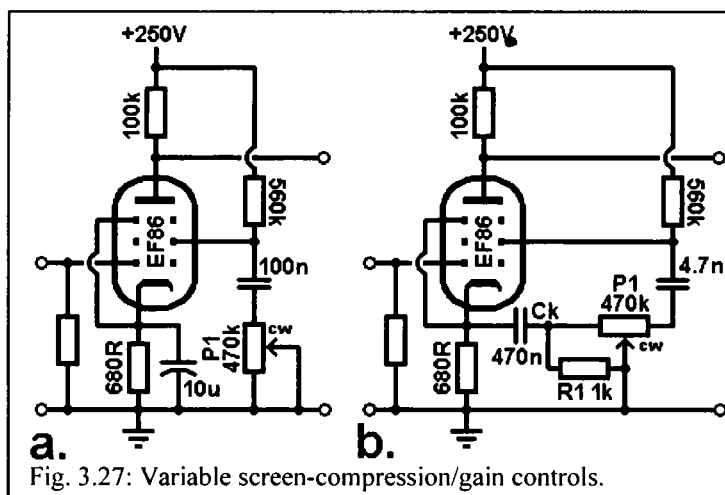 +250V
100k
560k
EF86
100n
P1
470k
cw
680R
10u
a.
+250V
100k
560k
EF86
4.7n
P1
470k
Ck
470n
cw
680R
R1 1k
b.
Fig. 3.27: Variable screen-compression/gain controls.